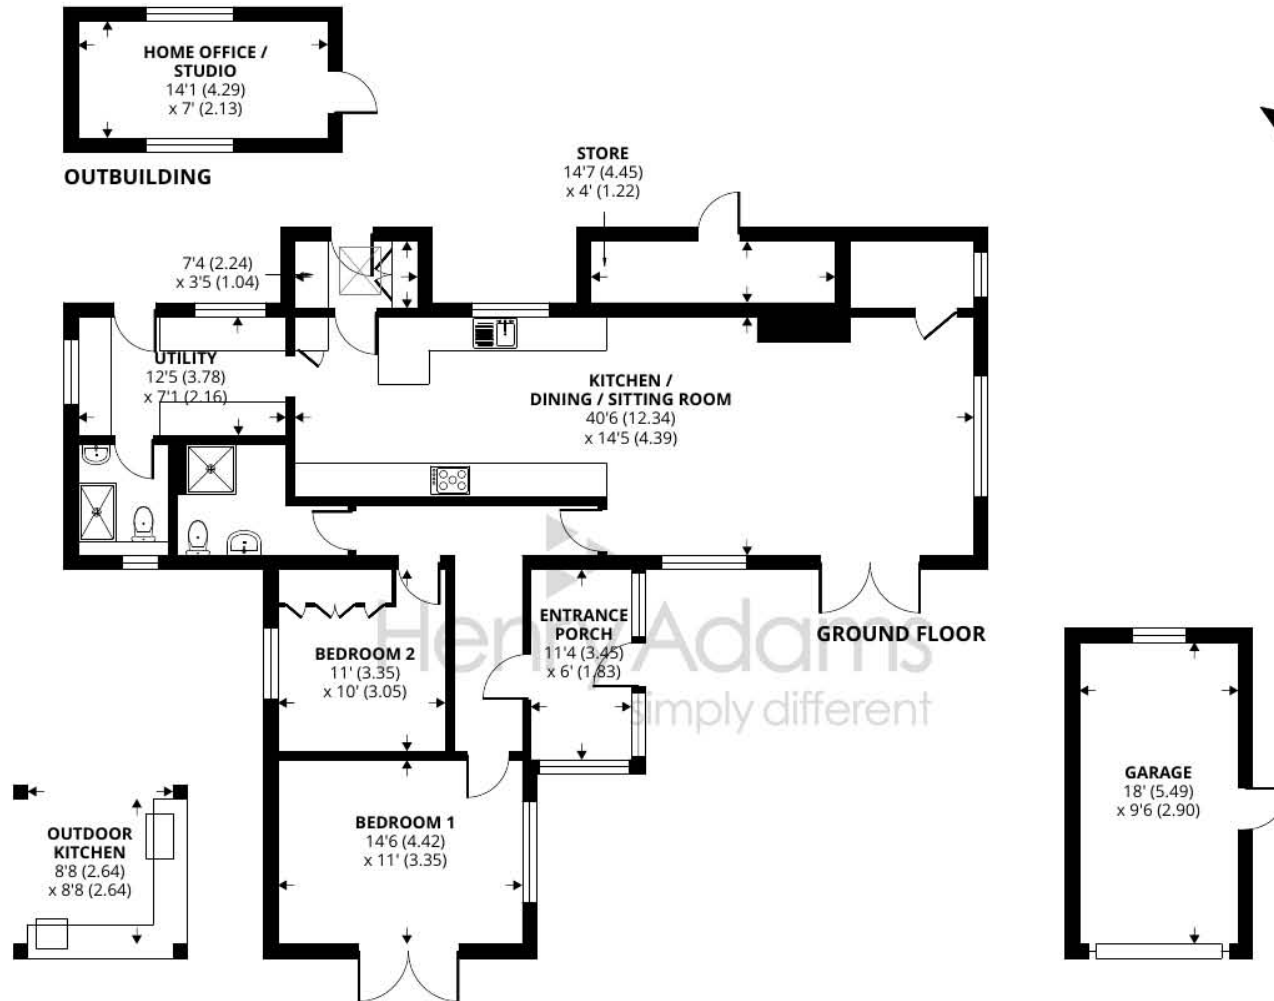 HOME OFFICE /
STUDIO
14'1 (4.29)
x 7' (2.13)
OUTBUILDING
STORE
14'7 (4.45)
x 4' (1.22)
7'4 (2.24)
x 3'5 (1.04)
UTILITY
12'5 (3.78)
x 7'1 (2.16)
KITCHEN /
DINING / SITTING ROOM
40'6 (12.34)
x 14'5 (4.39)
ENTRANCE
PORCH
11'4 (3.45)
x 6' (1.83)
GROUND FLOOR
Henry Adams
simply different
BEDROOM 2
11' (3.35)
x 10' (3.05)
BEDROOM 1
14'6 (4.42)
x 11' (3.35)
OUTDOOR
KITCHEN
8'8 (2.64)
x 8'8 (2.64)
GARAGE
18' (5.49)
x 9'6 (2.90)